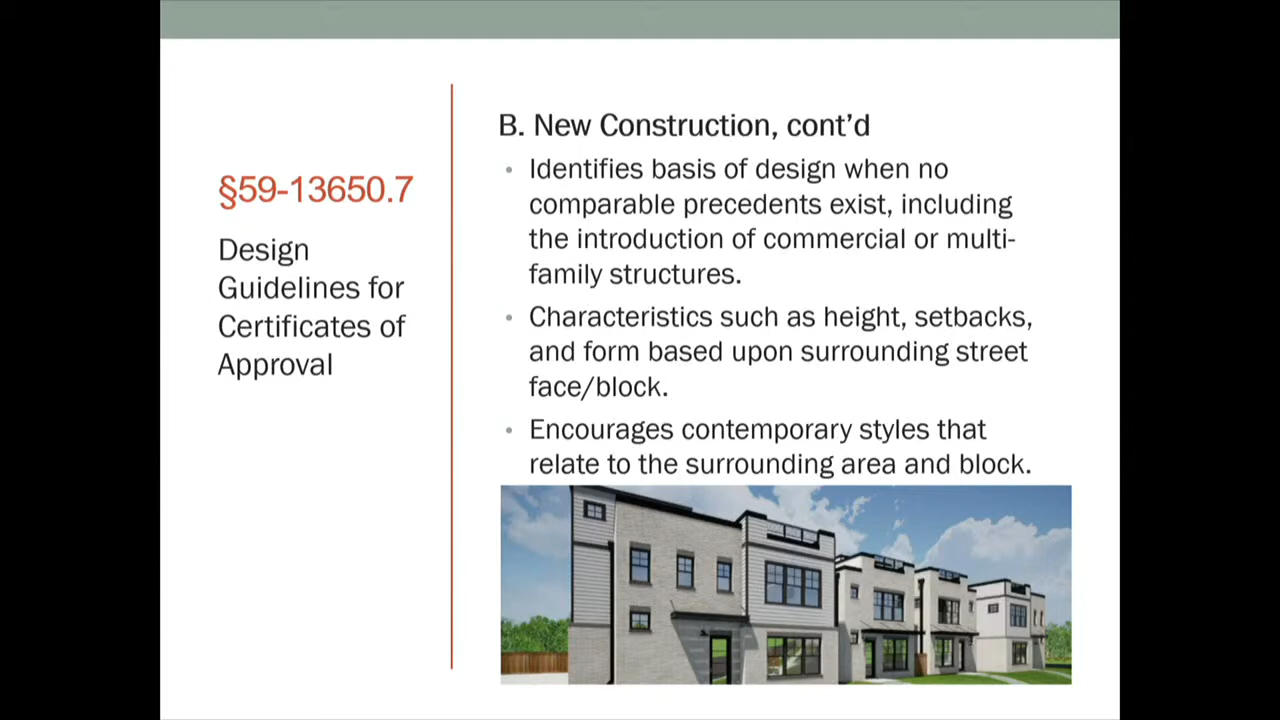 §59-13650.7
Design
Guidelines for
Certificates of
Approval
B. New Construction, cont’d
• Identifies basis of design when no
comparable precedents exist, including
the introduction of commercial or multi-
family structures.
• Characteristics such as height, setbacks,
and form based upon surrounding street
face/block.
• Encourages contemporary styles that
relate to the surrounding area and block.